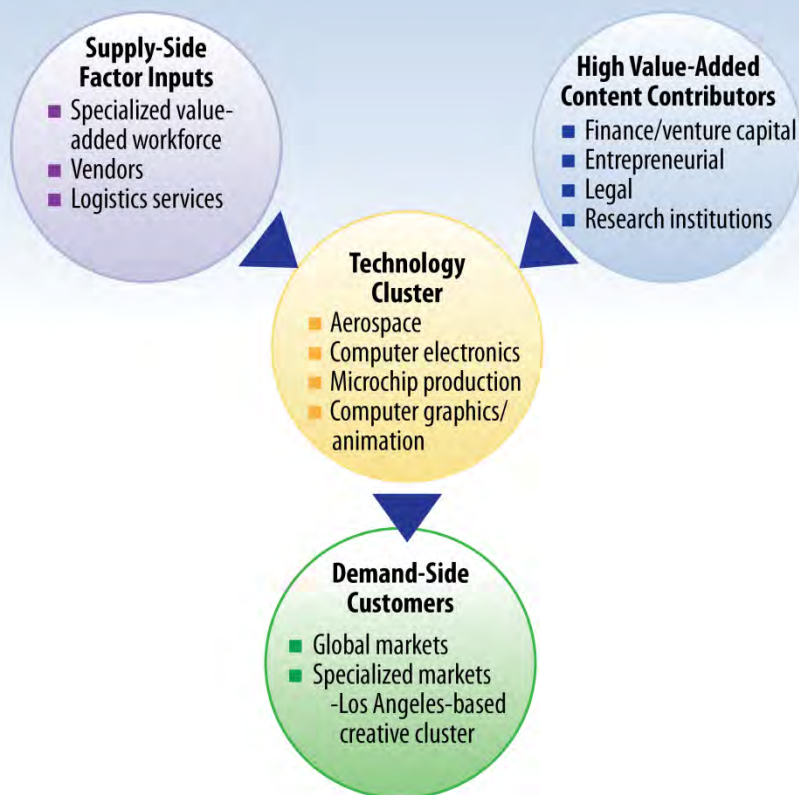 Supply-Side
Factor Inputs
■ Specialized value-
added workforce
■ Vendors
■ Logistics services
High Value-Added
Content Contributors
■ Finance/venture capital
■ Entrepreneurial
■ Legal
■ Research institutions
Technology
Cluster
■ Aerospace
■ Computer electronics
■ Microchip production
■ Computer graphics/
animation
Demand-Side
Customers
■ Global markets
■ Specialized markets
-Los Angeles-based
creative cluster